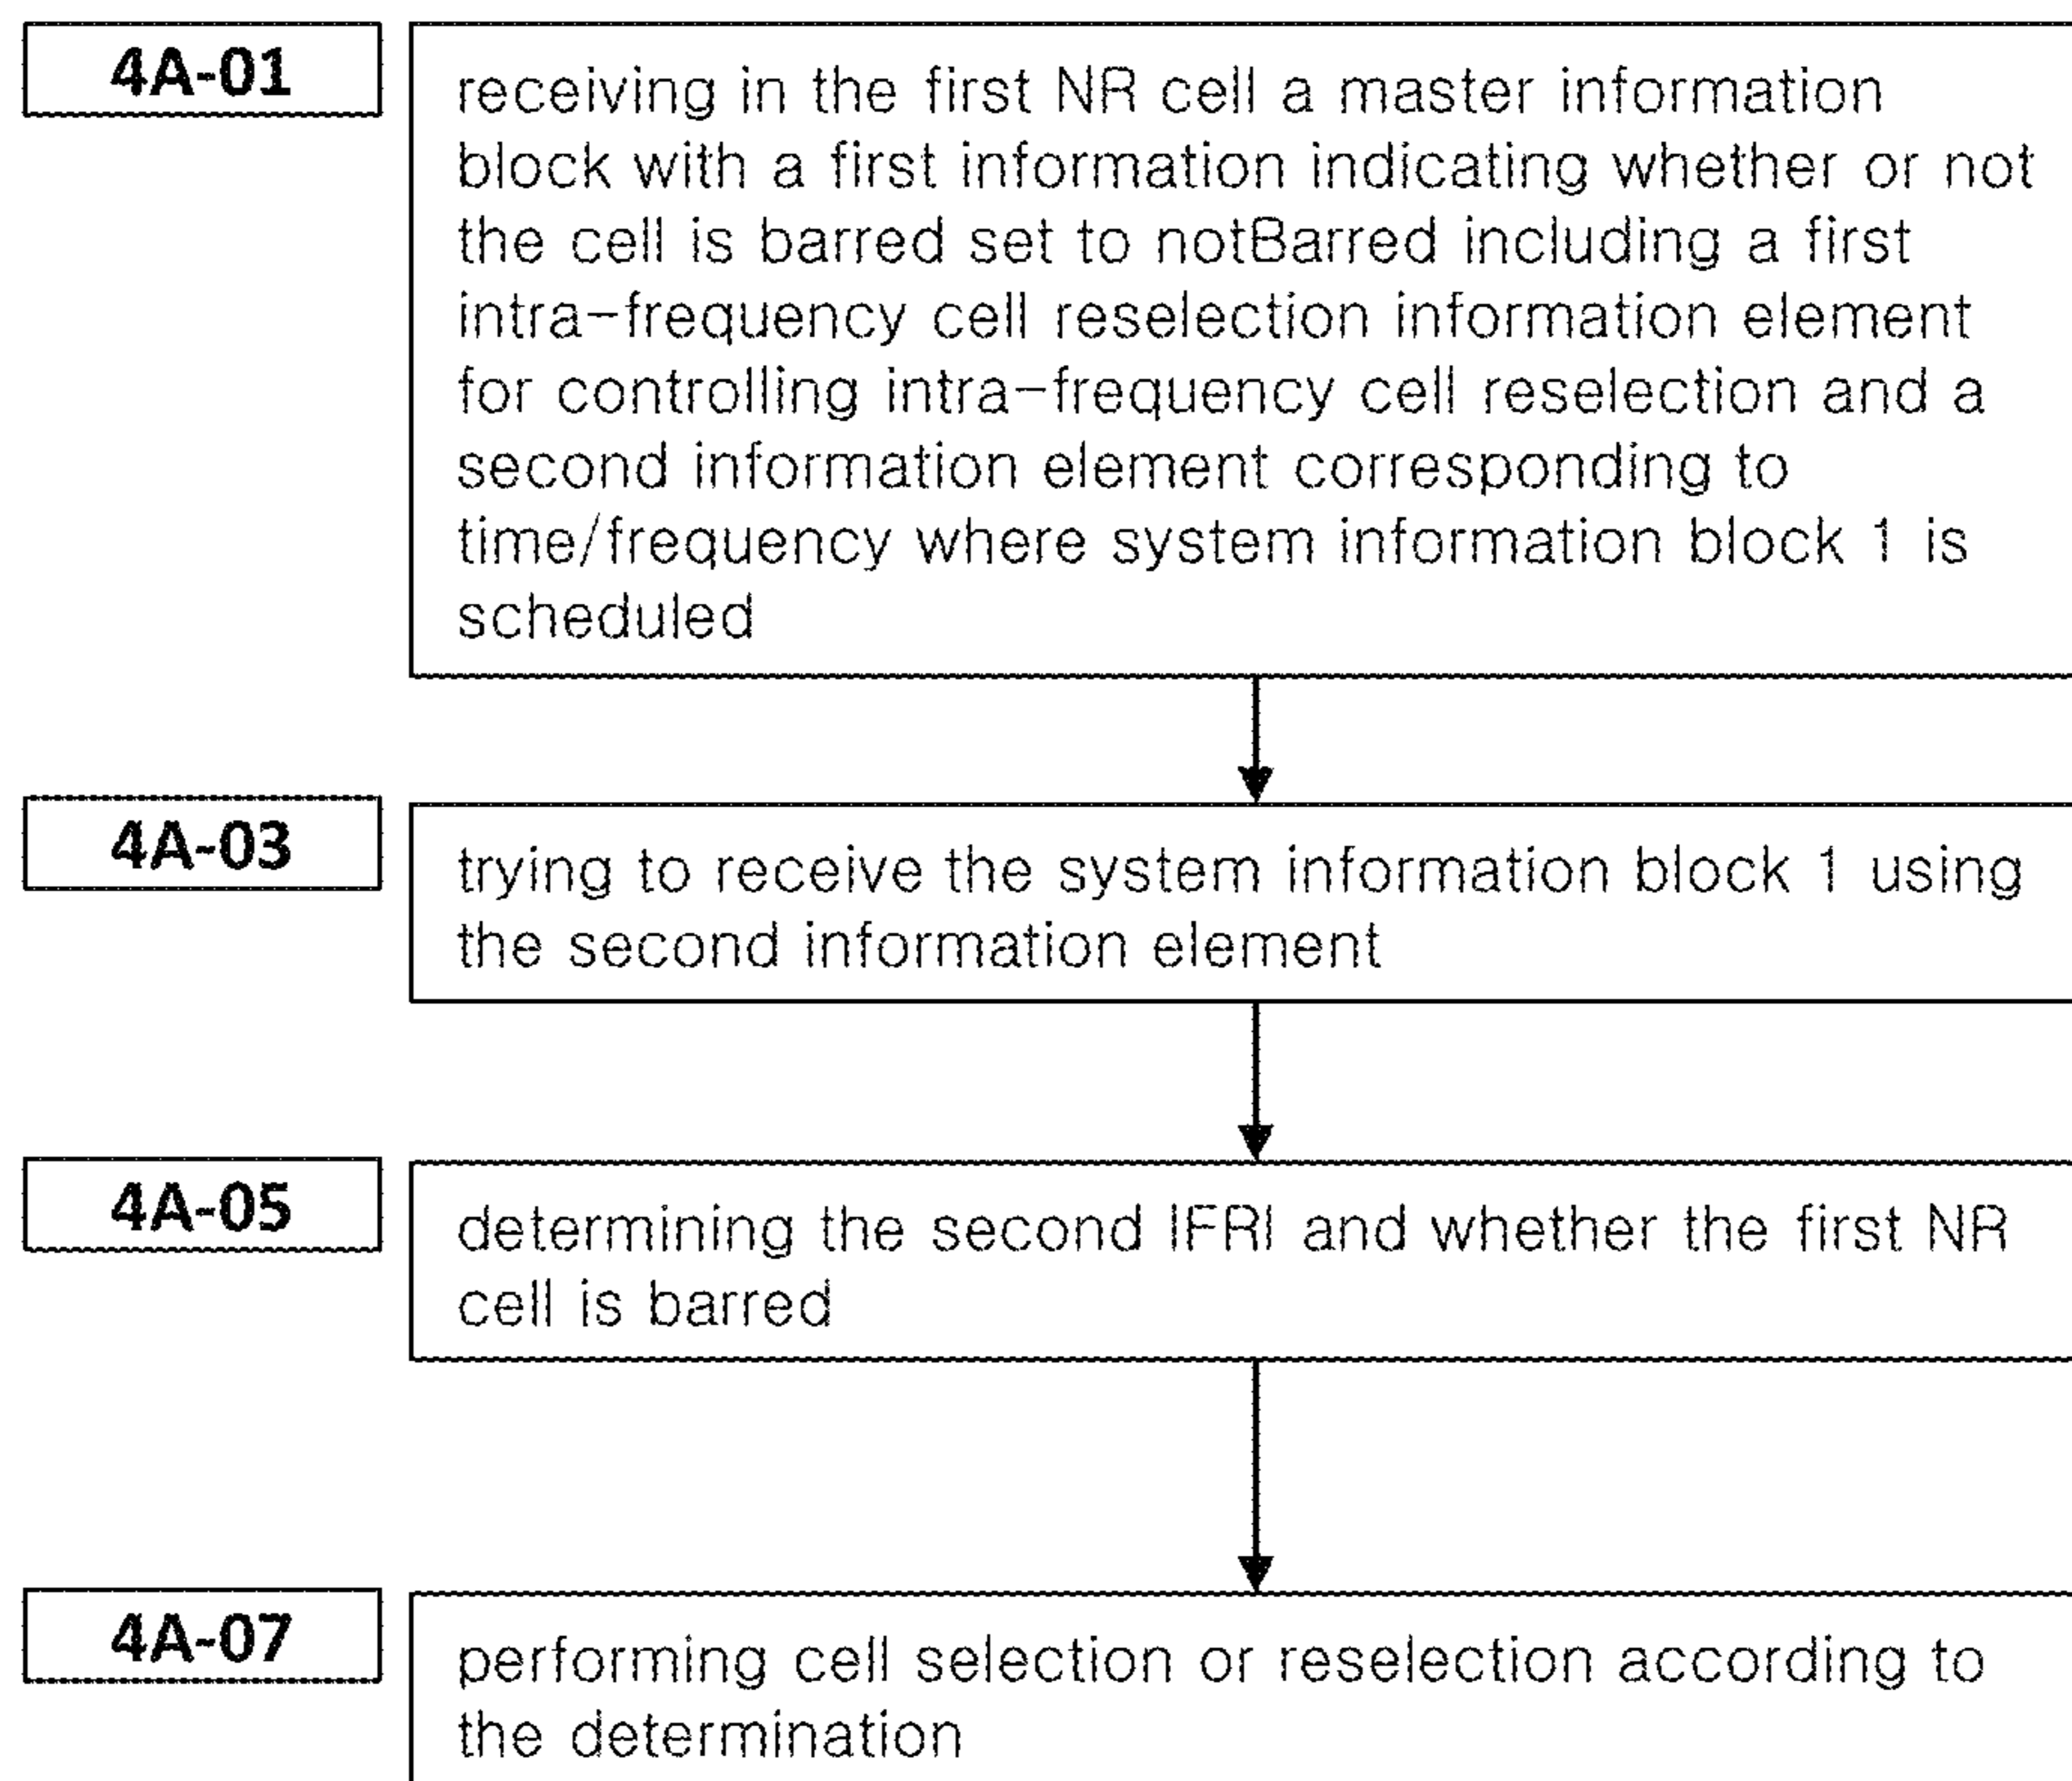 4A-01
receiving in the first NR cell a master information
block with a first information indicating whether or not
the cell is barred set to notBarred including a first
intra-frequency cell reselection information element
for controlling intra-frequency cell reselection and a
second information element corresponding to
time/frequency where system information block 1 is
scheduled
4A-03
trying to receive the system information block 1 using
the second information element
4A-05
determining the second IFRI and whether the first NR
cell is barred
4A-07
performing cell selection or reselection according to
the determination